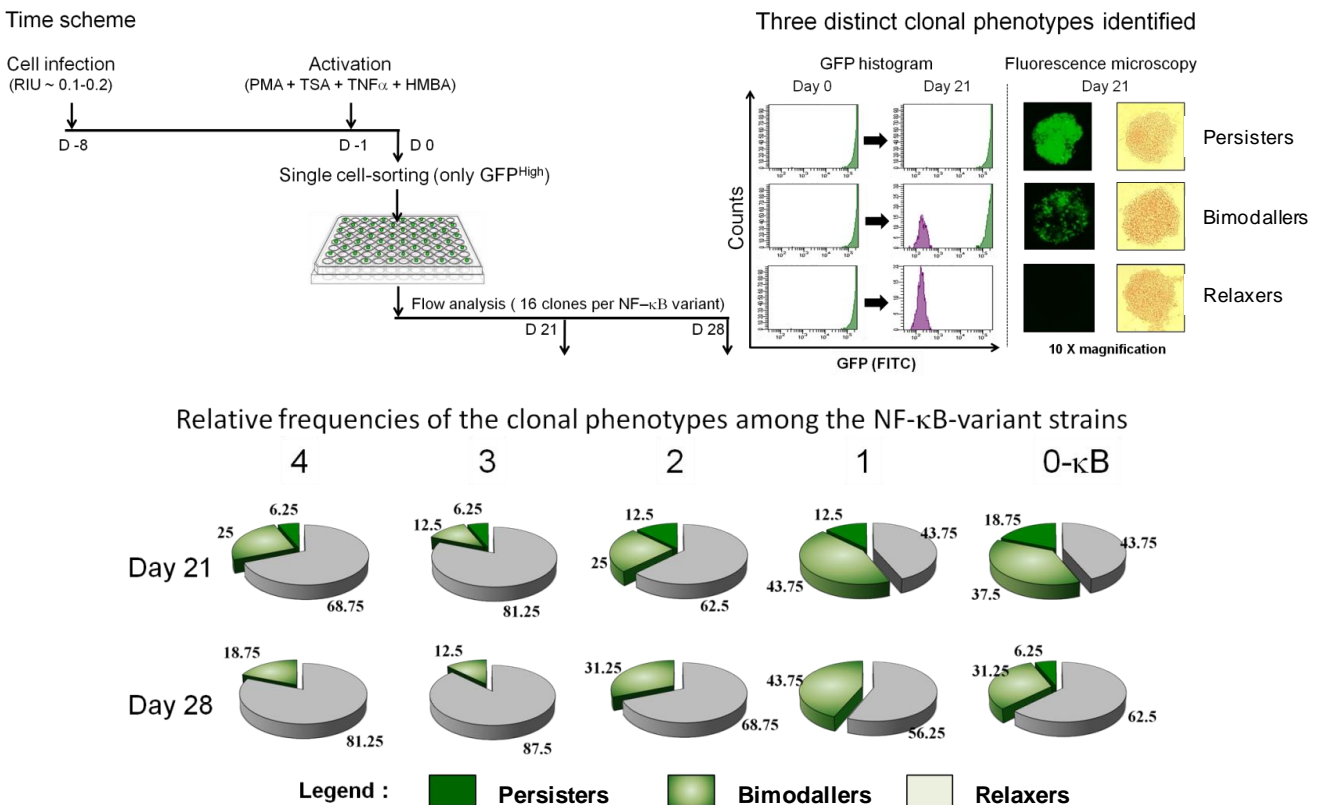 Time scheme
Cell infection
(RIU ~ 0.1-0.2)
Activation
(PMA + TSA + TNFα + HMBA)
D -8
D -1
D 0
Single cell-sorting (only GFPHigh)
Flow analysis ( 16 clones per NF–κB variant)
D 21
D 28
Three distinct clonal phenotypes identified
GFP histogram
Fluorescence microscopy
Day 0
Day 21
Day 21
Persisters
Bimodallers
Relaxers
Counts
GFP (FITC)
10 X magnification
Relative frequencies of the clonal phenotypes among the NF-κB-variant strains
4 3 2 1 0-κB
Day 21
6.25
25
68.75
6.25
12.5
81.25
12.5
25
62.5
12.5
43.75
43.75
18.75
43.75
37.5
Day 28
18.75
81.25
12.5
87.5
31.25
68.75
43.75
56.25
6.25
31.25
62.5
Legend : Persisters Bimodallers Relaxers